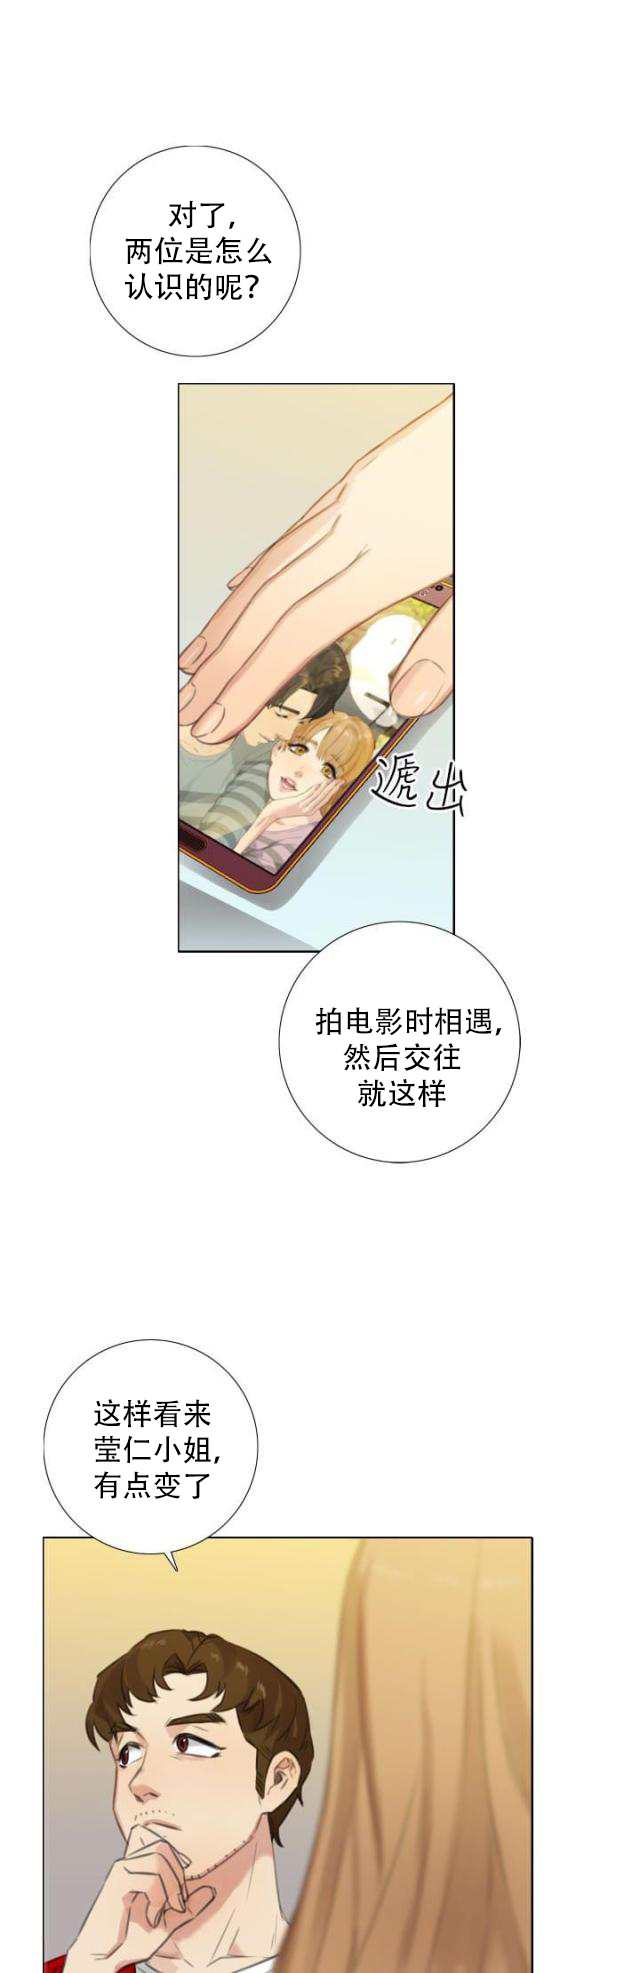 对了,
两位是怎么
认识的呢?
遞出
拍电影时相遇,
然后交往
就这样
这样看来
莹仁小姐,
有点变了